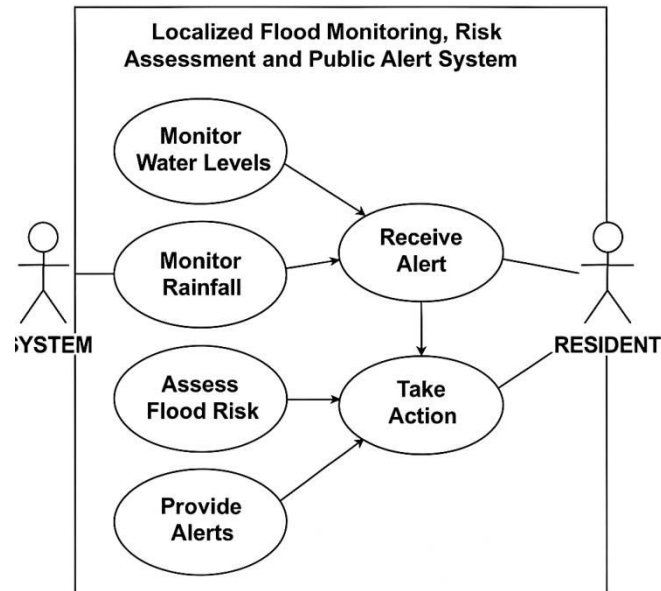 Localized Flood Monitoring, Risk
Assessment and Public Alert System
Monitor
Water Levels
Monitor
Rainfall
Receive
Alert
YSTEM
RESIDENT
Assess
Flood Risk
Take
Action
Provide
Alerts